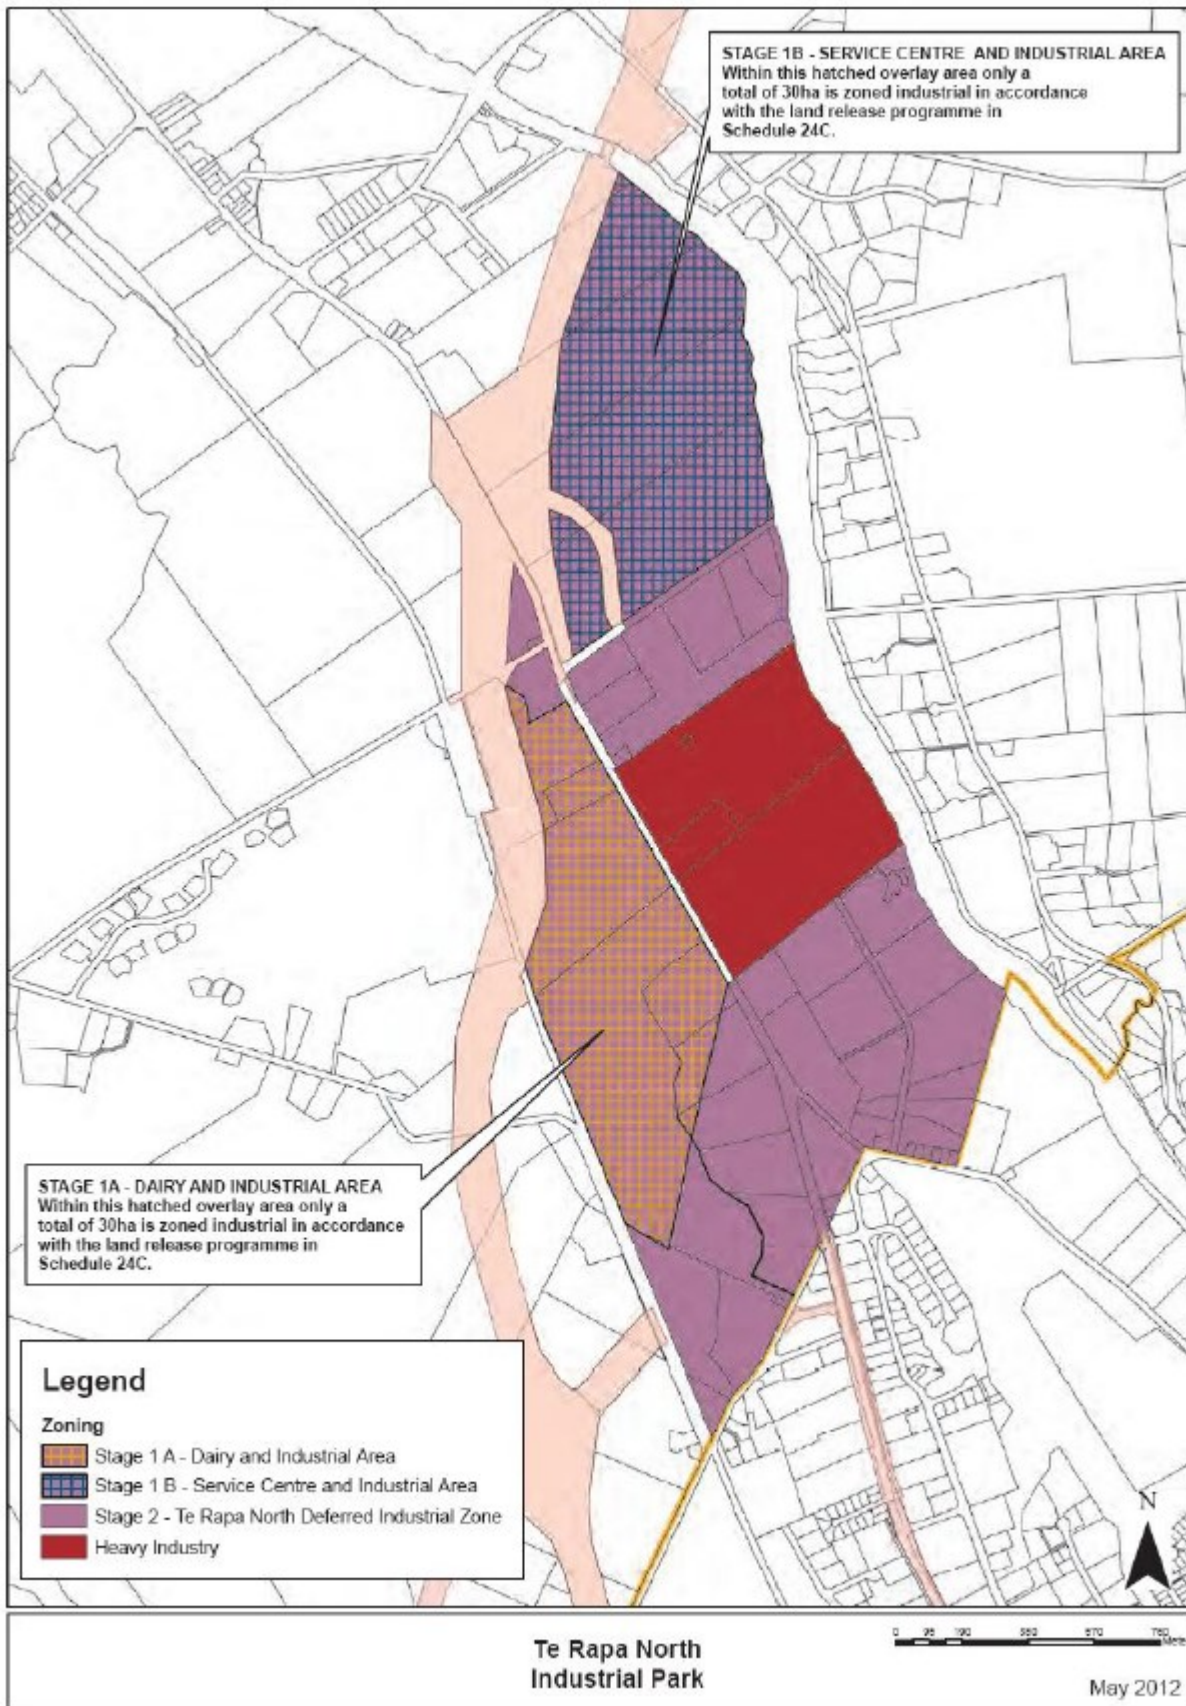 STAGE 1B - SERVICE CENTRE AND INDUSTRIAL AREA
Within this hatched overlay area only a
total of 30ha is zoned industrial in accordance
with the land release programme in
Schedule 24C.
STAGE 1A - DAIRY AND INDUSTRIAL AREA
Within this hatched overlay area only a
total of 30ha is zoned industrial in accordance
with the land release programme in
Schedule 24C.
Legend
Zoning
Stage 1 A - Dairy and Industrial Area
Stage 1 B - Service Centre and Industrial Area
Stage 2 - Te Rapa North Deferred Industrial Zone
Heavy Industry
N
Te Rapa North
Industrial Park
0 190
May 2012